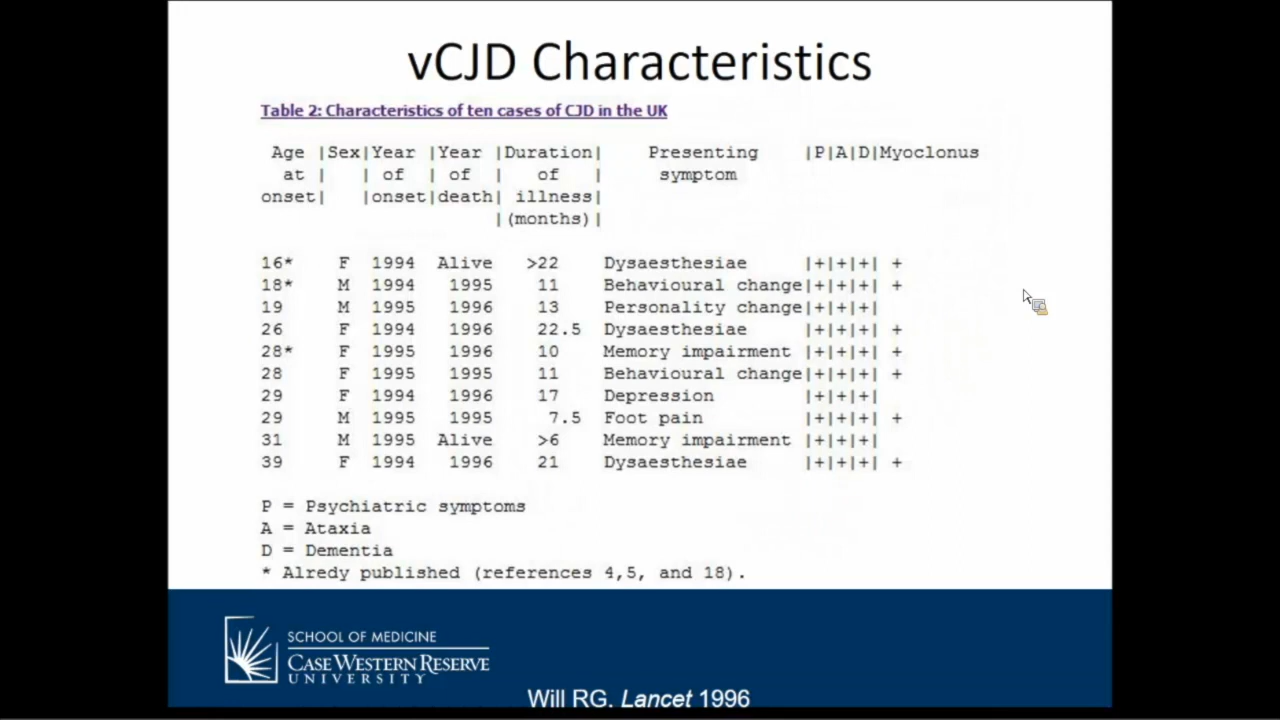 vCJD Characteristics
Table 2: Characteristics of ten cases of CJD in the UK
Age |Sex|Year |Year |Duration| Presenting |P|A|D|Myoclonus
at | | of | of | of | symptom
onset| |onset|death| illness|
|(months)|
16* F 1994 Alive >22 Dysaesthesiae |+|+|+| +
18* M 1994 1995 11 Behavioural change|+|+|+| +
19 M 1995 1996 13 Personality change|+|+|+|
26 F 1994 1996 22.5 Dysaesthesiae |+|+|+| +
28* F 1995 1996 10 Memory impairment |+|+|+| +
28 F 1995 1995 11 Behavioural change|+|+|+| +
29 F 1994 1996 17 Depression |+|+|+|
29 M 1995 1995 7.5 Foot pain |+|+|+| +
31 M 1995 Alive >6 Memory impairment |+|+|+|
39 F 1994 1996 21 Dysaesthesiae |+|+|+| +
P = Psychiatric symptoms
A = Ataxia
D = Dementia
* Alredy published (references 4,5, and 18).
SCHOOL OF MEDICINE
CASE WESTERN RESERVE
UNIVERSITY
Will RG. Lancet 1996